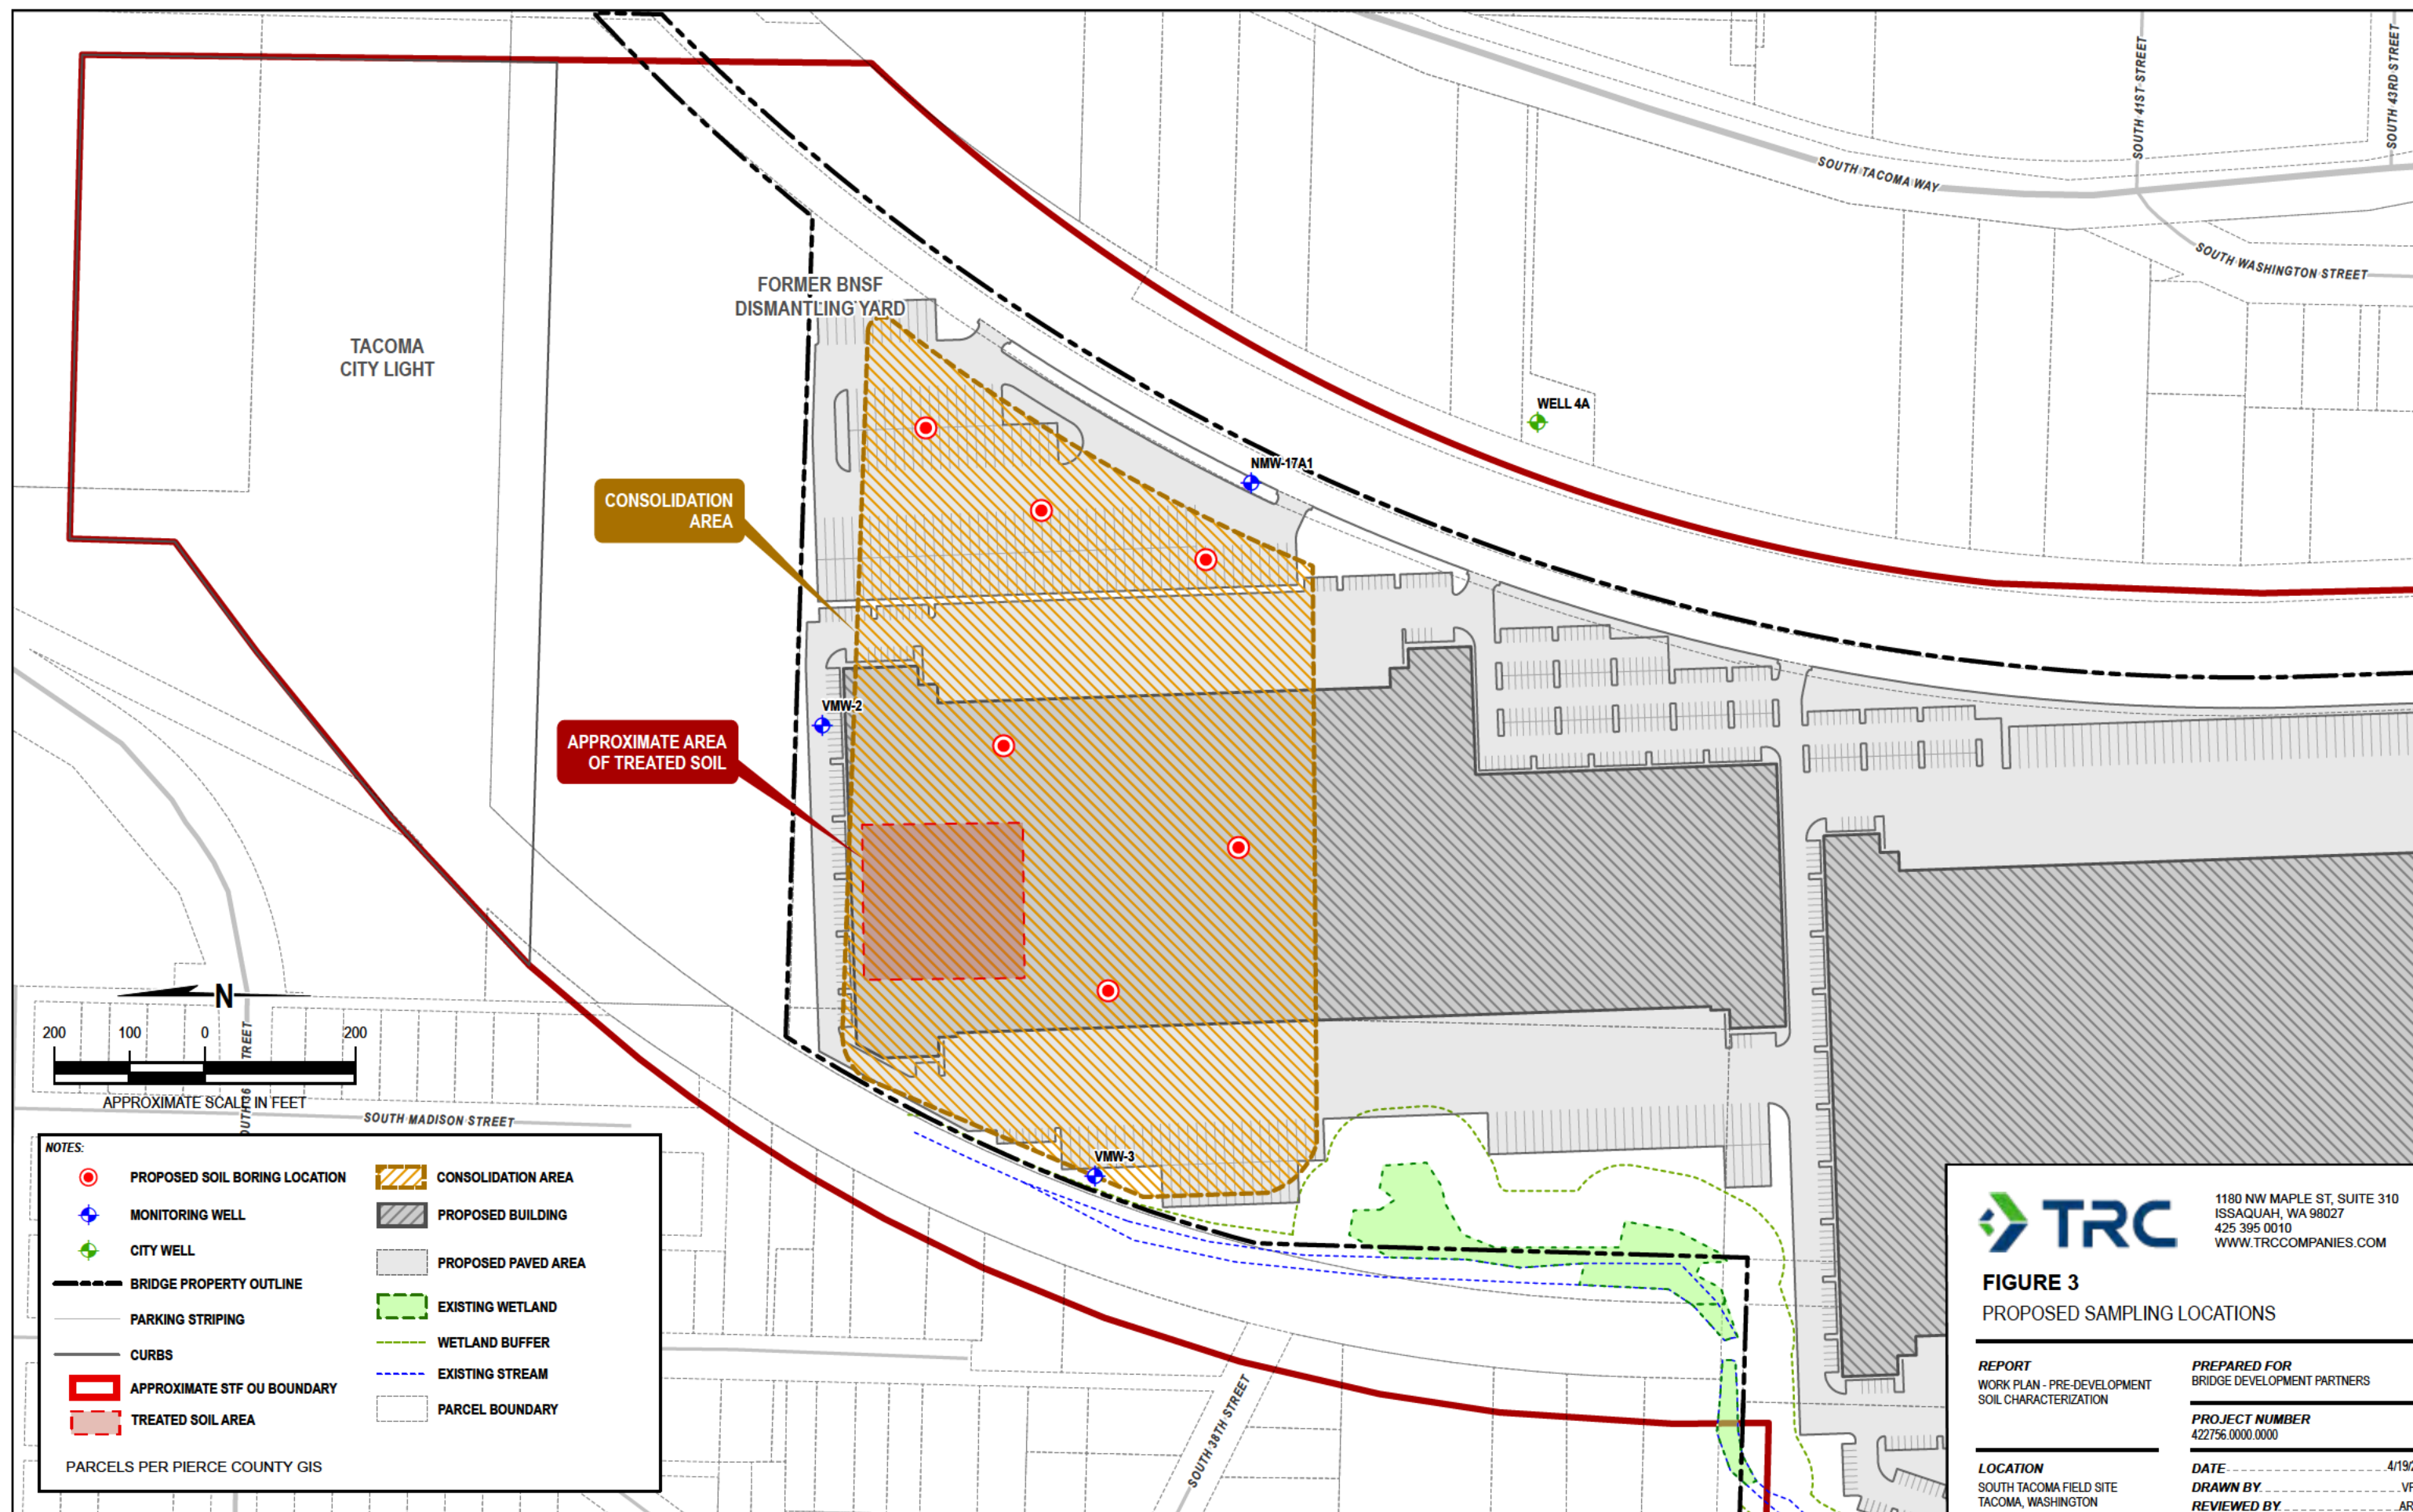 SOUTH 41ST STREET
SOUTH 43RD STREET
SOUTH TACOMA WAY
SOUTH WASHINGTON STREET
FORMER BNSF
DISMANTLING YARD
TACOMA
CITY LIGHT
WELL 4A
NMW-17A1
CONSOLIDATION
AREA
VMW-2
APPROXIMATE AREA
OF TREATED SOIL
N
200 100 0 200
APPROXIMATE SCALE IN FEET
SOUTH MADISON STREET
VMW-3
SOUTH 38TH STREET
NOTES:
PROPOSED SOIL BORING LOCATION
MONITORING WELL
CITY WELL
BRIDGE PROPERTY OUTLINE
PARKING STRIPING
CURBS
APPROXIMATE STF OU BOUNDARY
TREATED SOIL AREA
CONSOLIDATION AREA
PROPOSED BUILDING
PROPOSED PAVED AREA
EXISTING WETLAND
WETLAND BUFFER
EXISTING STREAM
PARCEL BOUNDARY
PARCELS PER PIERCE COUNTY GIS
TRC
1180 NW MAPLE ST, SUITE 310
ISSAQUAH, WA 98027
425 395 0010
WWW.TRCCOMPANIES.COM
FIGURE 3
PROPOSED SAMPLING LOCATIONS
REPORT
WORK PLAN - PRE-DEVELOPMENT
SOIL CHARACTERIZATION
PREPARED FOR
BRIDGE DEVELOPMENT PARTNERS
PROJECT NUMBER
422756.0000.0000
LOCATION
SOUTH TACOMA FIELD SITE
TACOMA, WASHINGTON
DATE
DRAWN BY
REVIEWED BY